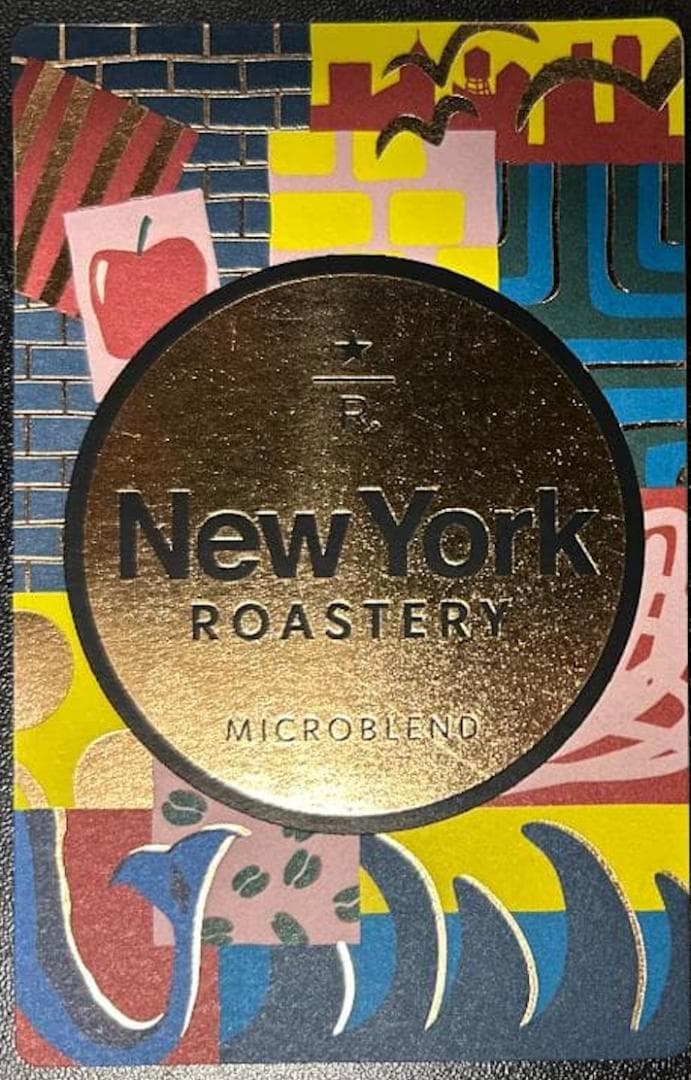 ★
R.
New York
ROASTERY
MICROBLEND